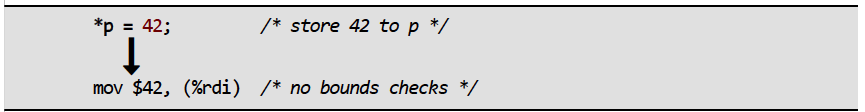 *p = 42; /* store 42 to p */
mov $42, (%rdi) /* no bounds checks */